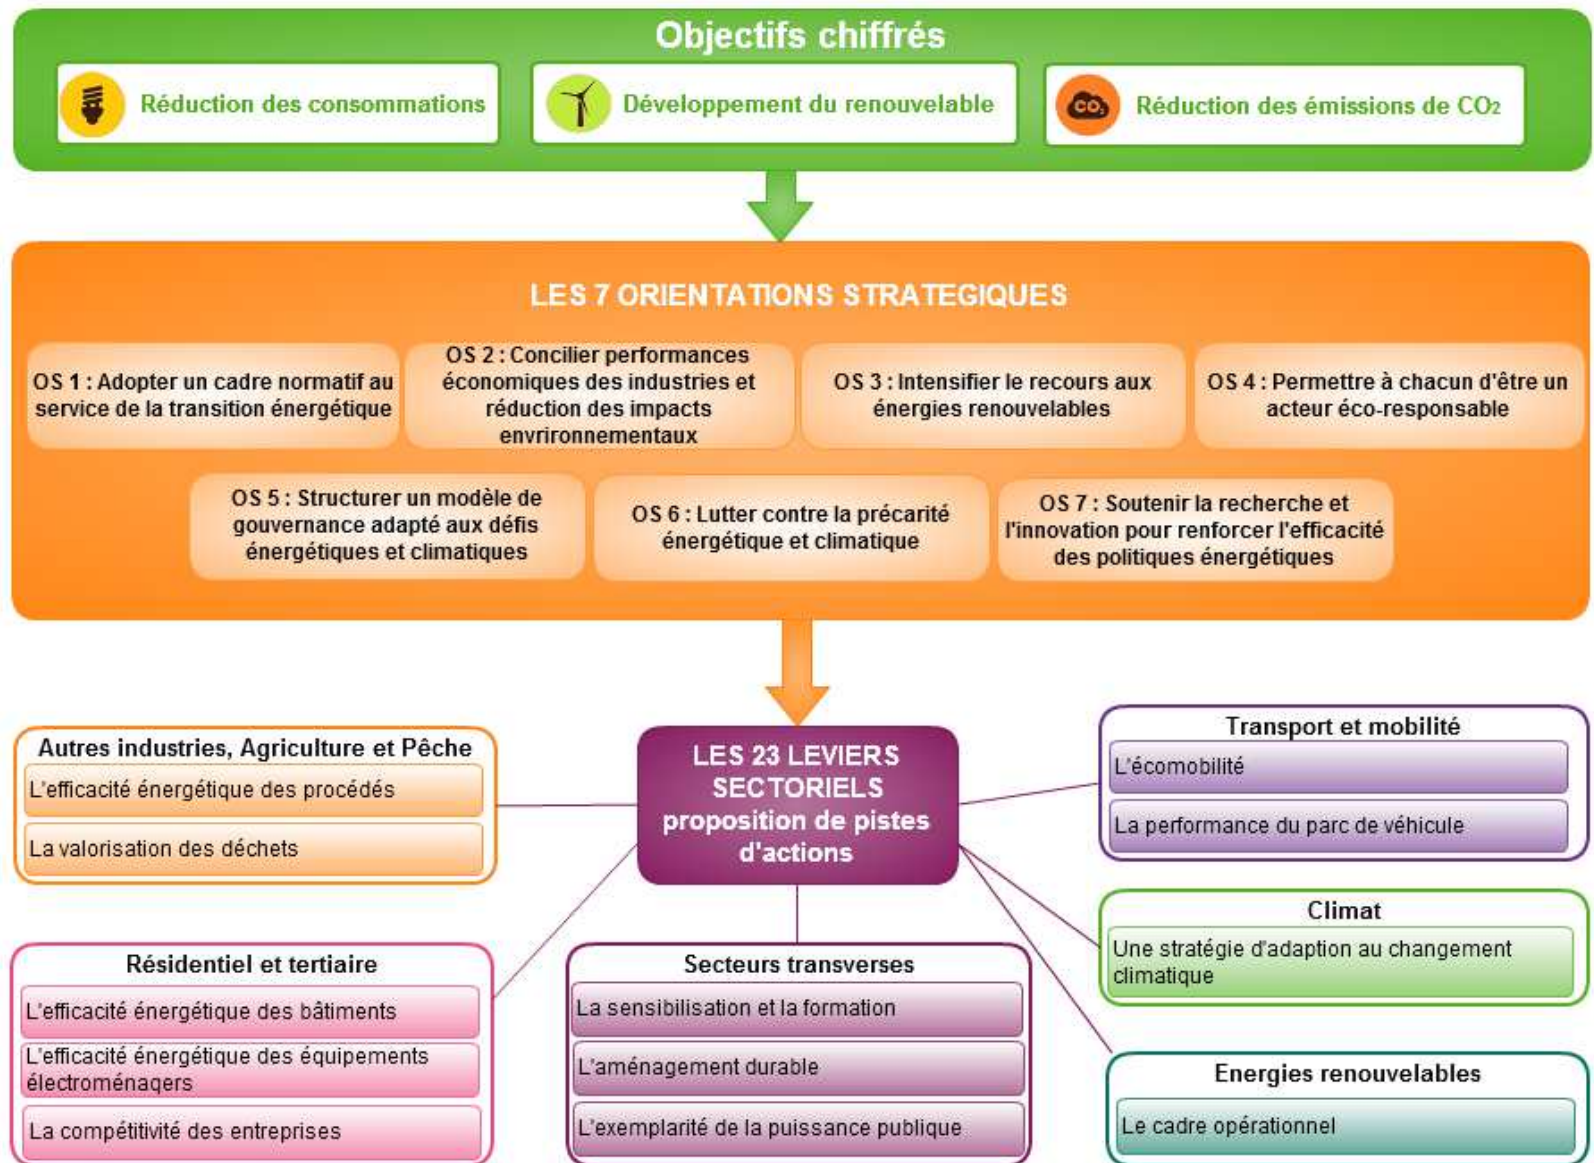 Objectifs chiffrés
Réduction des consommations
Développement du renouvelable
CO2
Réduction des émissions de CO2
LES 7 ORIENTATIONS STRATEGIQUES
OS 1 : Adopter un cadre normatif au
service de la transition énergétique
OS 2 : Concilier performances
économiques des industries et
réduction des impacts
envrironnementaux
OS 3 : Intensifier le recours aux
énergies renouvelables
OS 4 : Permettre à chacun d'être un
acteur éco-responsable
OS 5 : Structurer un modèle de
gouvernance adapté aux défis
énergétiques et climatiques
OS 6 : Lutter contre la précarité
énergétique et climatique
OS 7 : Soutenir la recherche et
l'innovation pour renforcer l'efficacité
des politiques énergétiques
LES 23 LEVIERS
SECTORIELS
proposition de pistes
d'actions
Autres industries, Agriculture et Pêche
L'efficacité énergétique des procédés
La valorisation des déchets
Transport et mobilité
L'écomobilité
La performance du parc de véhicule
Climat
Une stratégie d'adaption au changement
climatique
Résidentiel et tertiaire
L'efficacité énergétique des bâtiments
L'efficacité énergétique des équipements
électroménagers
La compétitivité des entreprises
Secteurs transverses
La sensibilisation et la formation
L'aménagement durable
L'exemplarité de la puissance publique
Energies renouvelables
Le cadre opérationnel